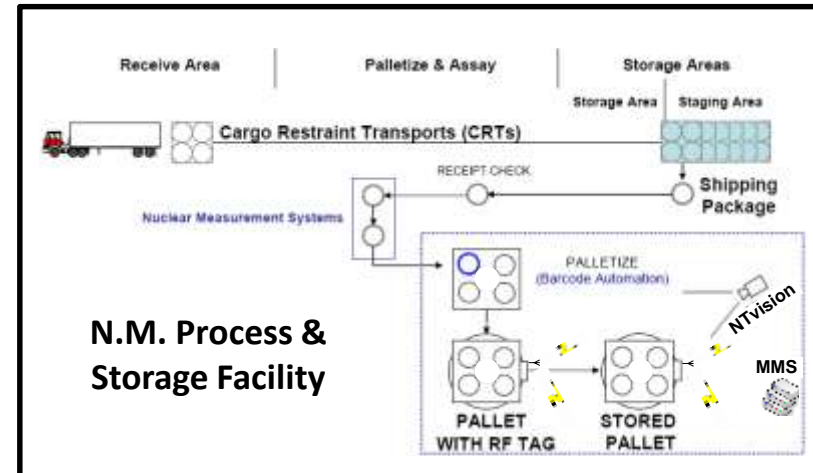 Receive Area
Palletize & Assay
Storage Areas
Storage Area
Staging Area
Cargo Restraint Transports (CRTs)
RECEIPT CHECK
Shipping
Package
Nuclear Measurement Systems
PALLETIZE
(Barcode Automation)
NTvision
N.M. Process &
Storage Facility
MMS
PALLET
WITH RF TAG
STORED
PALLET